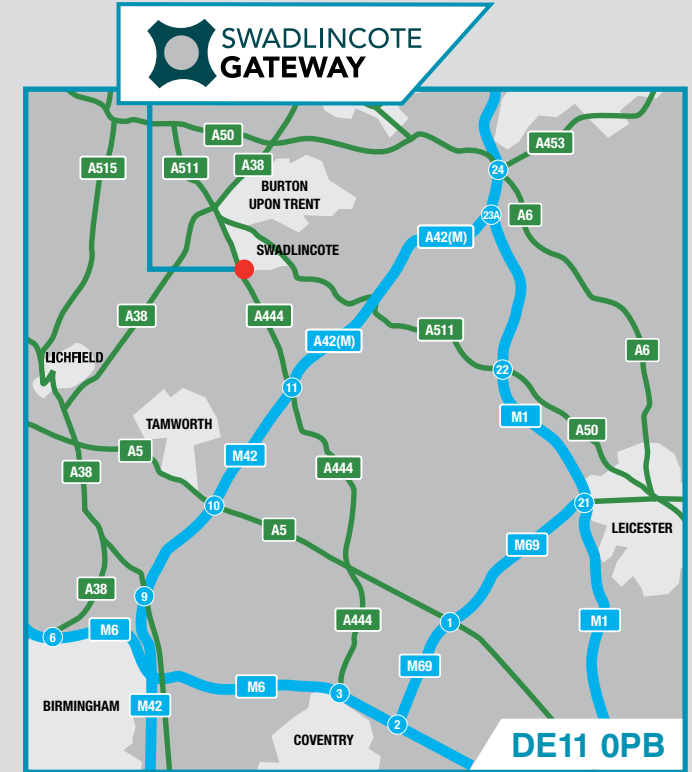 SWADLINCOTE
GATEWAY
A50
A453
A515
A511
A38
24
BURTON
UPON TRENT
23A
A6
A42(M)
SWADLINCOTE
A38
A444
A42(M)
A511
A6
LICHFIELD
22
11
TAMWORTH
M1
A50
A5
M42
A38
A444
10
21
A5
LEICESTER
M69
A38
9
A444
1
M1
6
M6
M69
M6
3
BIRMINGHAM
M42
2
COVENTRY
DE11 0PB